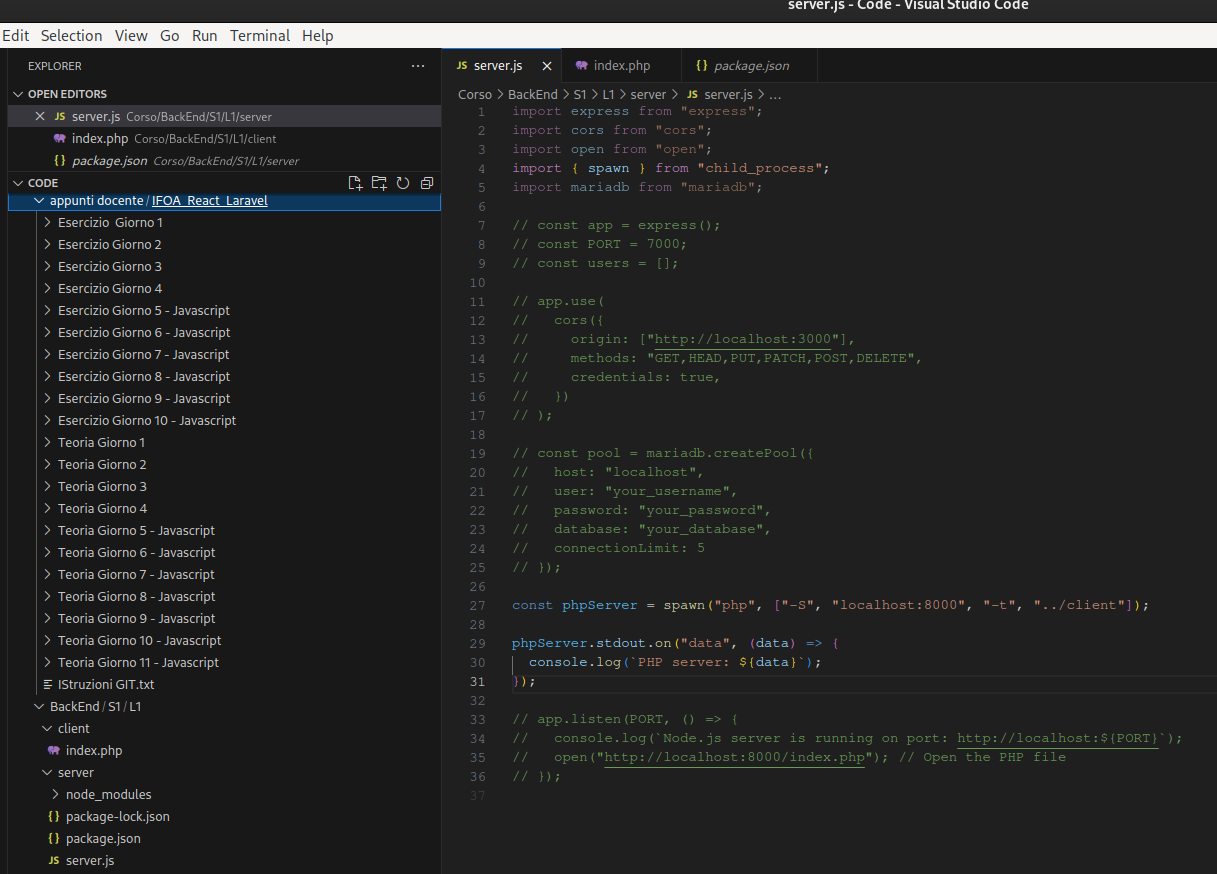 server.js - Code - Visual Studio Code
Edit Selection View Go Run Terminal Help
EXPLORER ...
OPEN EDITORS
JS server.js Corso/BackEnd/S1/L1/server
index.php Corso/BackEnd/S1/L1/client
{} package.json Corso/BackEnd/S1/L1/server
CODE
appunti docente / IFOA_React_Laravel
Esercizio Giorno 1
Esercizio Giorno 2
Esercizio Giorno 3
Esercizio Giorno 4
Esercizio Giorno 5 - Javascript
Esercizio Giorno 6 - Javascript
Esercizio Giorno 7 - Javascript
Esercizio Giorno 8 - Javascript
Esercizio Giorno 9 - Javascript
Esercizio Giorno 10 - Javascript
Teoria Giorno 1
Teoria Giorno 2
Teoria Giorno 3
Teoria Giorno 4
Teoria Giorno 5 - Javascript
Teoria Giorno 6 - Javascript
Teoria Giorno 7 - Javascript
Teoria Giorno 8 - Javascript
Teoria Giorno 9 - Javascript
Teoria Giorno 10 - Javascript
Teoria Giorno 11 - Javascript
IStruzioni GIT.txt
BackEnd / S1 / L1
client
index.php
server
node_modules
{} package-lock.json
{} package.json
JS server.js
JS server.js index.php {} package.json
Corso > BackEnd > S1 > L1 > server > JS server.js > ...
1 import express from "express";
2 import cors from "cors";
3 import open from "open";
4 import { spawn } from "child_process";
5 import mariadb from "mariadb";
6
7 // const app = express();
8 // const PORT = 7000;
9 // const users = [];
10
11 // app.use(
12 //   cors({
13 //     origin: ["http://localhost:3000"],
14 //     methods: "GET,HEAD,PUT,PATCH,POST,DELETE",
15 //     credentials: true,
16 //   })
17 // );
18
19 // const pool = mariadb.createPool({
20 //   host: "localhost",
21 //   user: "your_username",
22 //   password: "your_password",
23 //   database: "your_database",
24 //   connectionLimit: 5
25 // });
26
27 const phpServer = spawn("php", ["-S", "localhost:8000", "-t", "../client"]);
28
29 phpServer.stdout.on("data", (data) => {
30   console.log(`PHP server: ${data}`);
31 });
32
33 // app.listen(PORT, () => {
34 //   console.log(`Node.js server is running on port: http://localhost:${PORT}`);
35 //   open("http://localhost:8000/index.php"); // Open the PHP file
36 // });
37